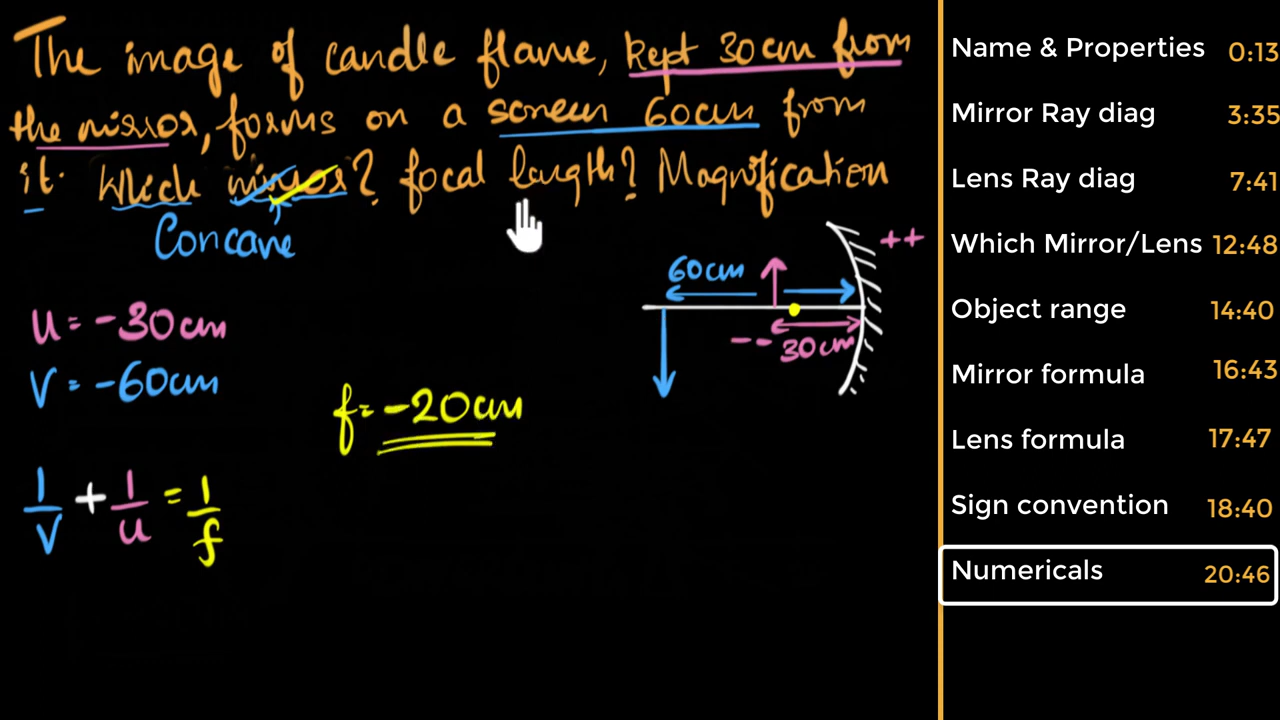 The image of candle flame, kept 30cm from
the mirror, forms on a screen 60cm from
it. Which mirror? focal length? Magnification
Concave
++
60cm
-- 30cm
u = -30cm
v = -60cm
f = -20cm
1/v + 1/u = 1/f
Name & Properties 0:13
Mirror Ray diag 3:35
Lens Ray diag 7:41
Which Mirror/Lens 12:48
Object range 14:40
Mirror formula 16:43
Lens formula 17:47
Sign convention 18:40
Numericals 20:46